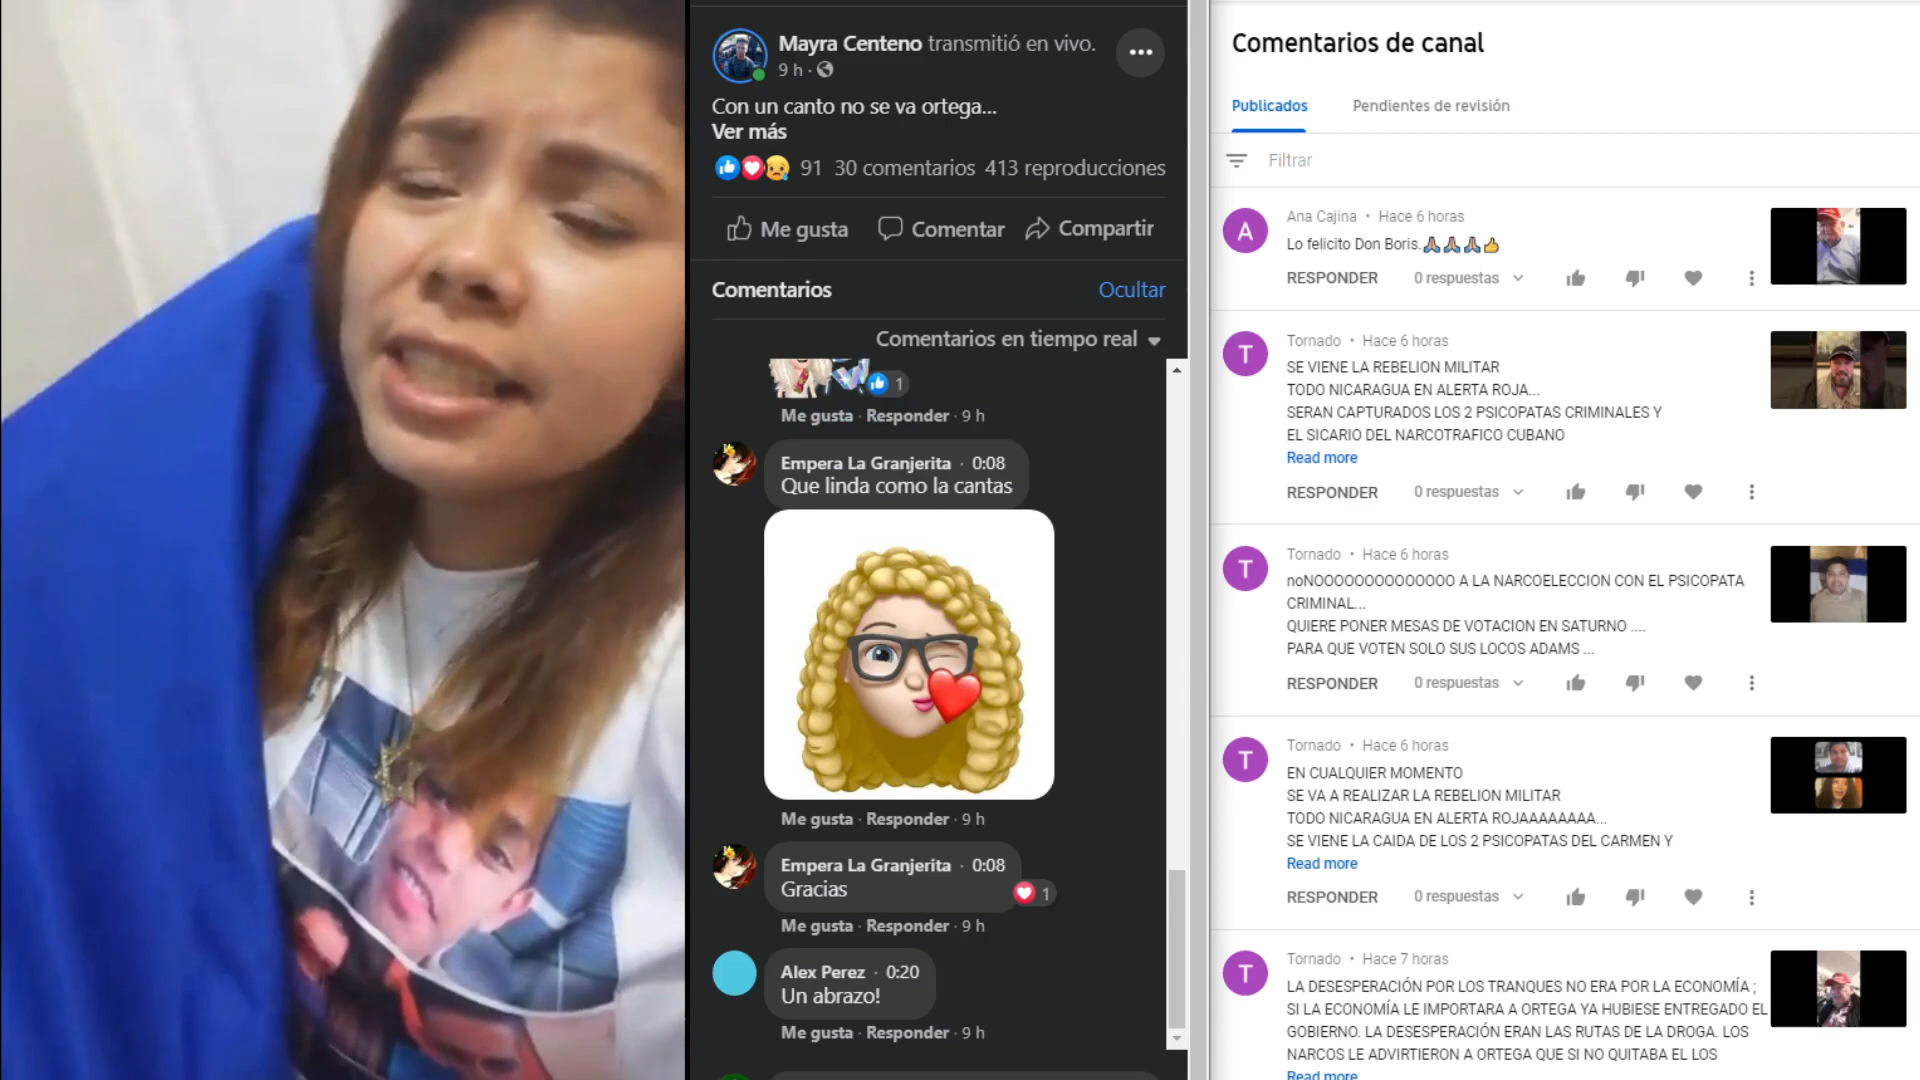 Mayra Centeno transmitió en vivo.
9 h ·
Con un canto no se va ortega...
Ver más
91 30 comentarios 413 reproducciones
Me gusta Comentar Compartir
Comentarios Ocultar
Comentarios en tiempo real
1
Me gusta · Responder · 9 h
Empera La Granjerita · 0:08
Que linda como la cantas
Me gusta · Responder · 9 h
Empera La Granjerita · 0:08
Gracias
1
Me gusta · Responder · 9 h
Alex Perez · 0:20
Un abrazo!
Me gusta · Responder · 9 h
Comentarios de canal
Publicados Pendientes de revisión
Filtrar
A
Ana Cajina • Hace 6 horas
Lo felicito Don Boris.🙏🏽🙏🏽🙏🏽👍
RESPONDER 0 respuestas
T
Tornado • Hace 6 horas
SE VIENE LA REBELION MILITAR
TODO NICARAGUA EN ALERTA ROJA...
SERAN CAPTURADOS LOS 2 PSICOPATAS CRIMINALES Y
EL SICARIO DEL NARCOTRAFICO CUBANO
Read more
RESPONDER 0 respuestas
T
Tornado • Hace 6 horas
noNOOOOOOOOOOOOOO A LA NARCOELECCION CON EL PSICOPATA
CRIMINAL...
QUIERE PONER MESAS DE VOTACION EN SATURNO ....
PARA QUE VOTEN SOLO SUS LOCOS ADAMS ...
RESPONDER 0 respuestas
T
Tornado • Hace 6 horas
EN CUALQUIER MOMENTO
SE VA A REALIZAR LA REBELION MILITAR
TODO NICARAGUA EN ALERTA ROJAAAAAAAA...
SE VIENE LA CAIDA DE LOS 2 PSICOPATAS DEL CARMEN Y
Read more
RESPONDER 0 respuestas
T
Tornado • Hace 7 horas
LA DESESPERACIÓN POR LOS TRANQUES NO ERA POR LA ECONOMÍA ;
SI LA ECONOMÍA LE IMPORTARA A ORTEGA YA HUBIESE ENTREGADO EL
GOBIERNO. LA DESESPERACIÓN ERAN LAS RUTAS DE LA DROGA. LOS
NARCOS LE ADVIRTIERON A ORTEGA QUE SI NO QUITABA EL LOS
Read more